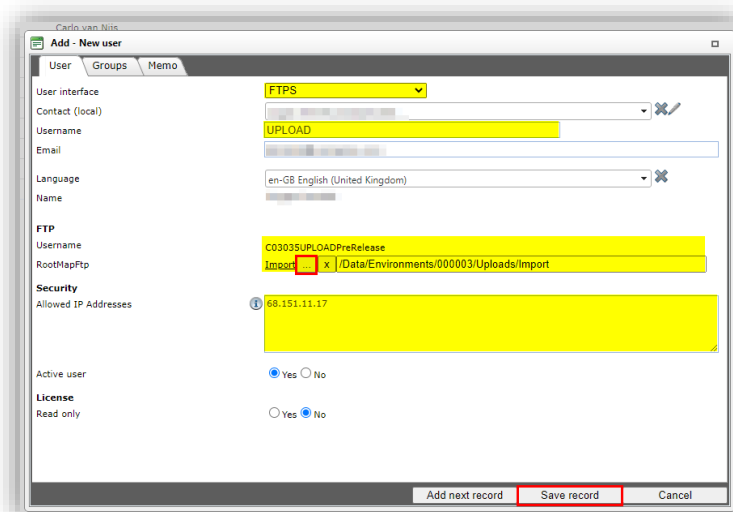 Carlo van Nijs
Add - New user
User Groups Memo
User interface FTPS
Contact (local)
Username UPLOAD
Email
Language en-GB English (United Kingdom)
Name
FTP
Username C03035UPLOADPreRelease
RootMapFtp Import ... x /Data/Environments/000003/Uploads/Import
Security
Allowed IP Addresses i 68.151.11.17
Active user Yes No
License
Read only Yes No
Add next record Save record Cancel